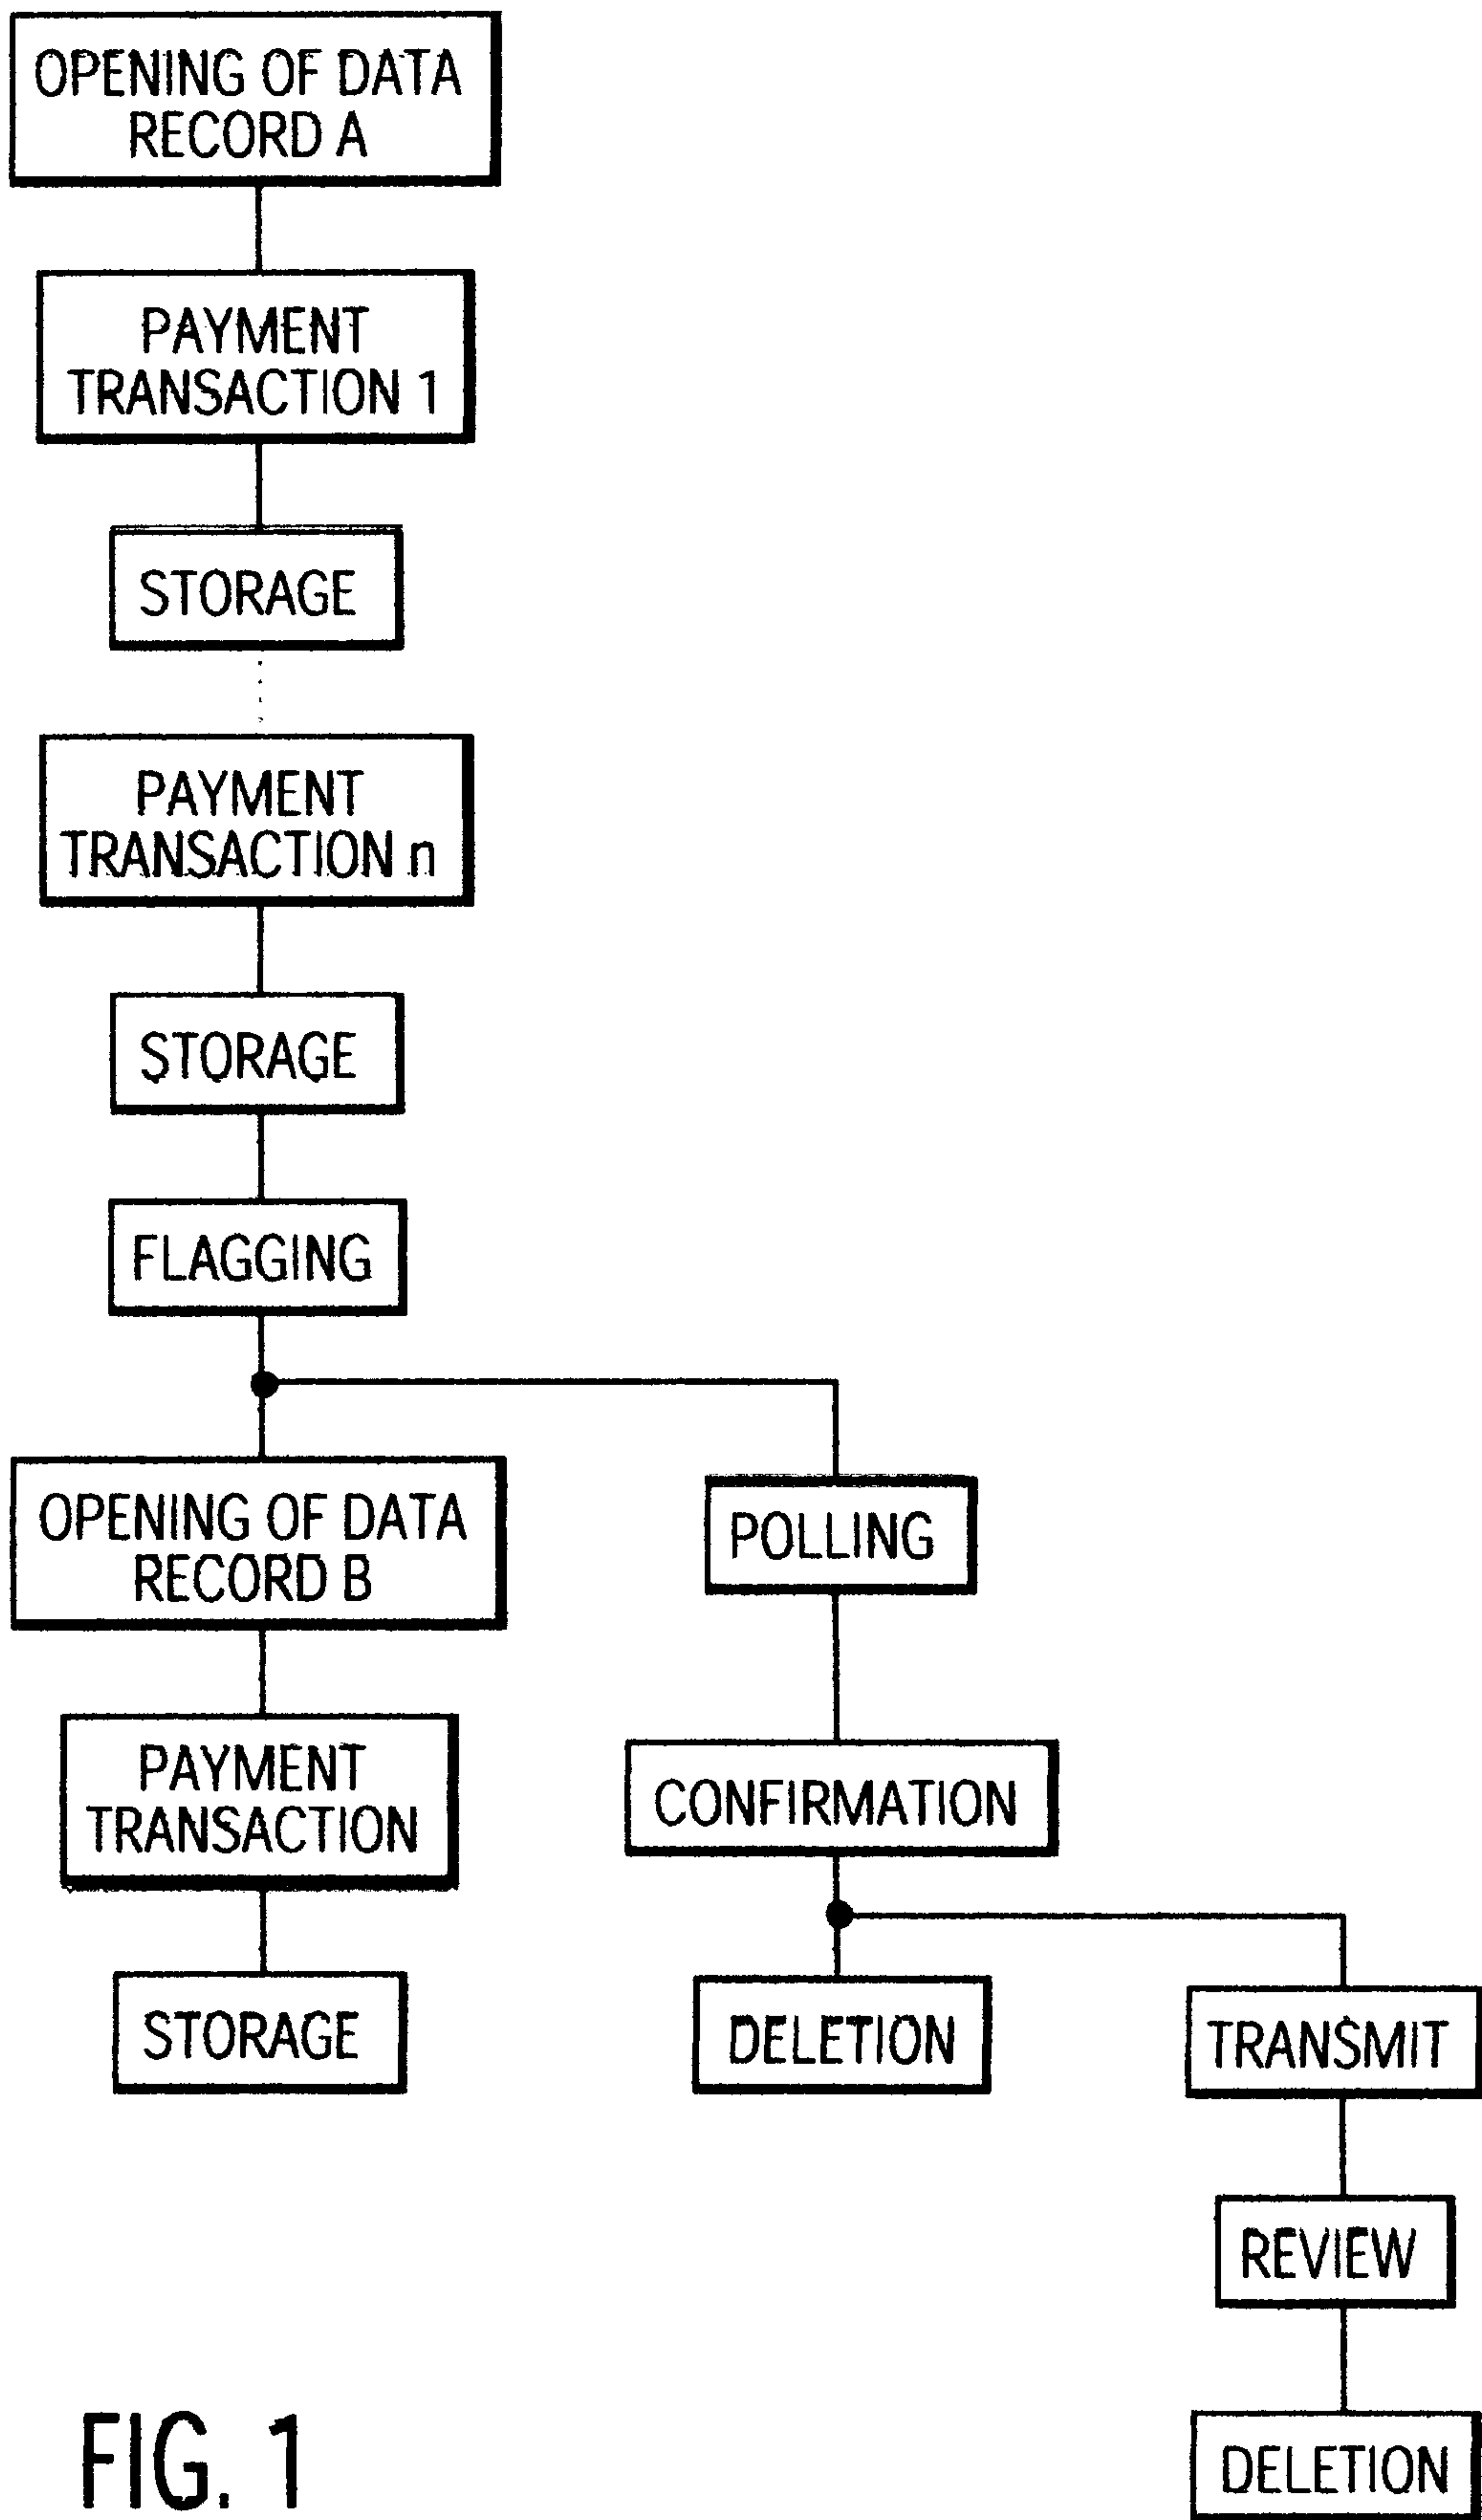 OPENING OF DATA
RECORD A
PAYMENT
TRANSACTION 1
STORAGE
PAYMENT
TRANSACTION n
STORAGE
FLAGGING
OPENING OF DATA
RECORD B
PAYMENT
TRANSACTION
STORAGE
POLLING
CONFIRMATION
DELETION
TRANSMIT
REVIEW
DELETION
FIG. 1